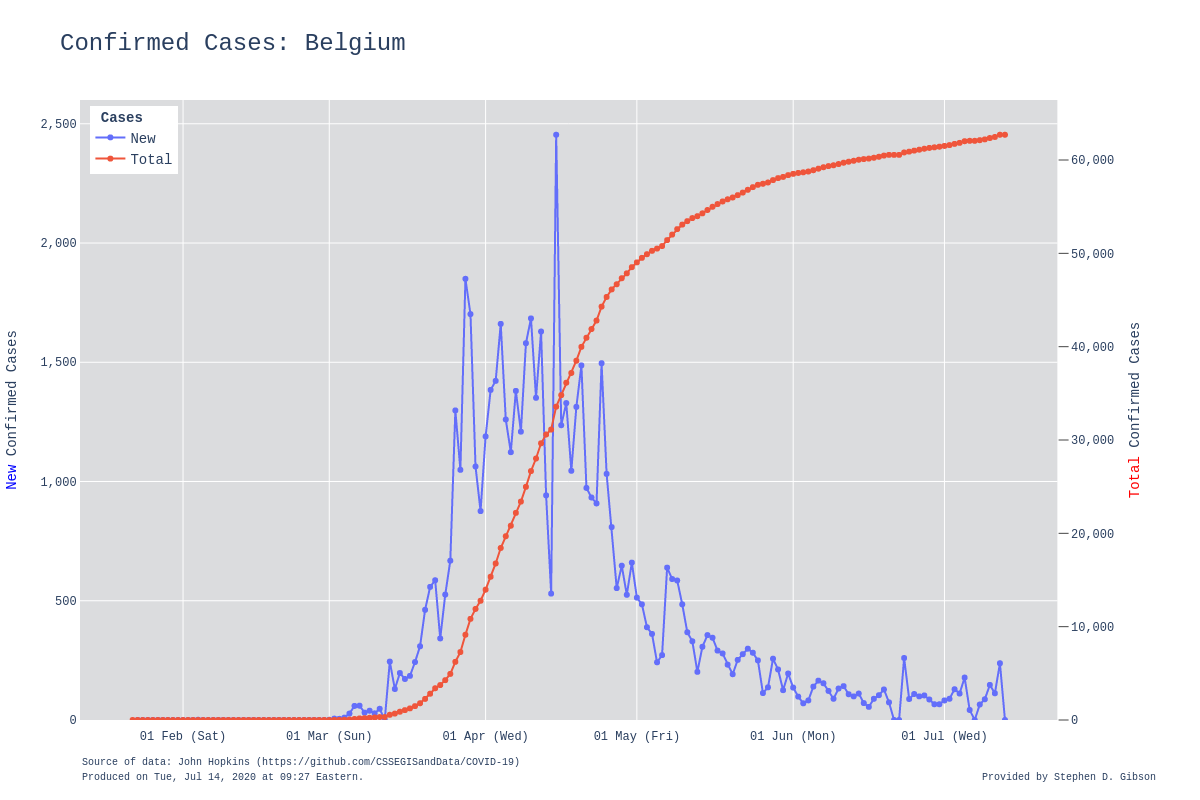 Confirmed Cases: Belgium
Cases
New
Total
2,500
2,000
1,500
1,000
500
0
60,000
50,000
40,000
30,000
20,000
10,000
0
New Confirmed Cases
Total Confirmed Cases
01 Feb (Sat)
01 Mar (Sun)
01 Apr (Wed)
01 May (Fri)
01 Jun (Mon)
01 Jul (Wed)
Source of data: John Hopkins (https://github.com/CSSEGISandData/COVID-19)
Produced on Tue, Jul 14, 2020 at 09:27 Eastern.
Provided by Stephen D. Gibson